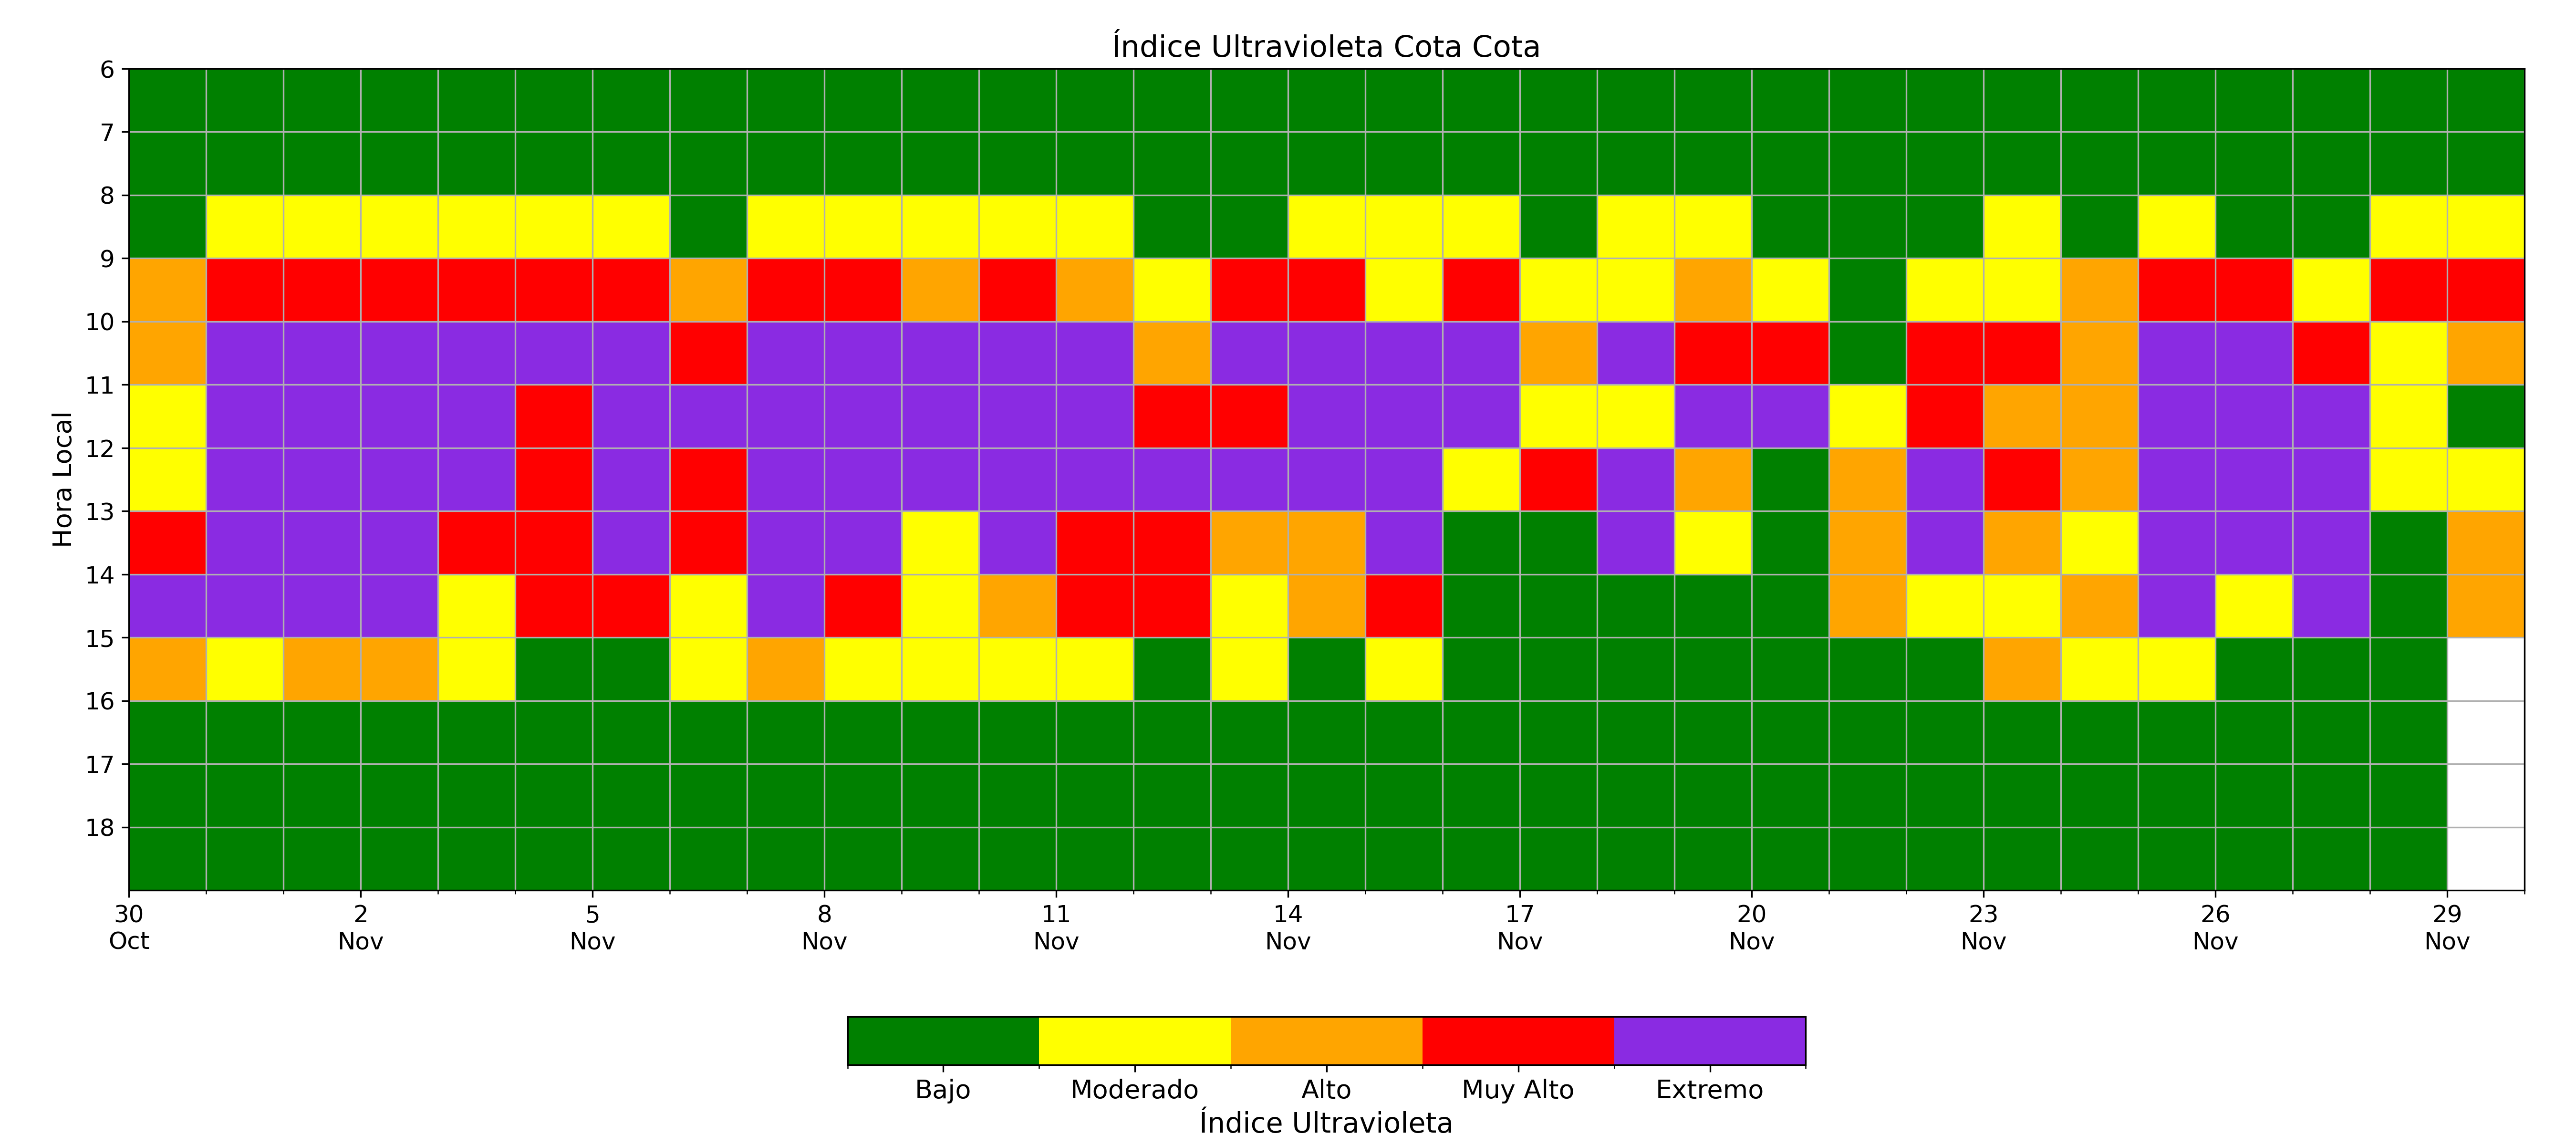 Índice Ultravioleta Cota Cota
6
7
8
9
10
11
12
13
14
15
16
17
18
Hora Local
30 2 5 8 11 14 17 20 23 26 29
Oct Nov Nov Nov Nov Nov Nov Nov Nov Nov Nov
Bajo Moderado Alto Muy Alto Extremo
Índice Ultravioleta